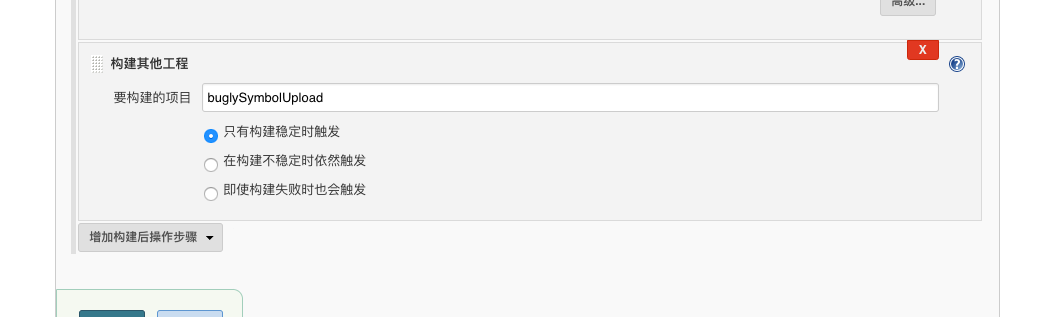 高级...
X
构建其他工程
要构建的项目 buglySymbolUpload
只有构建稳定时触发
在构建不稳定时依然触发
即使构建失败时也会触发
增加构建后操作步骤